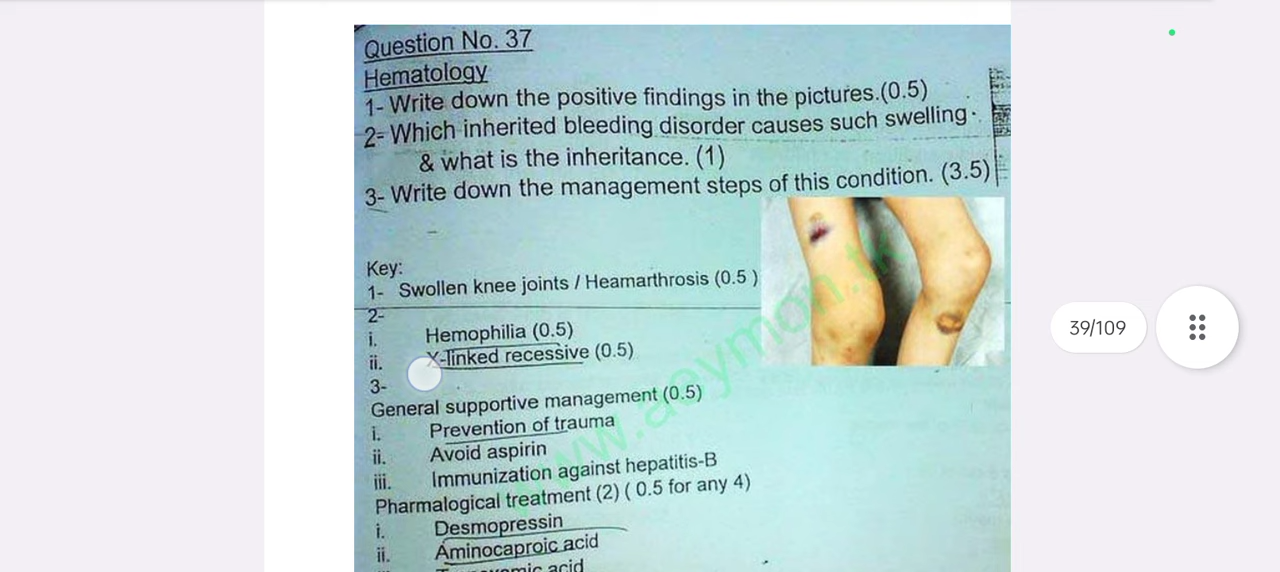 Question No. 37
Hematology
1- Write down the positive findings in the pictures.(0.5)
2- Which inherited bleeding disorder causes such swelling
& what is the inheritance. (1)
3- Write down the management steps of this condition. (3.5)
Key:
1- Swollen knee joints / Heamarthrosis (0.5 )
2-
i. Hemophilia (0.5)
ii. X-linked recessive (0.5)
3-
General supportive management (0.5)
i. Prevention of trauma
ii. Avoid aspirin
iii. Immunization against hepatitis-B
Pharmalogical treatment (2) ( 0.5 for any 4)
i. Desmopressin
ii. Aminocaproic acid
acid
39/109